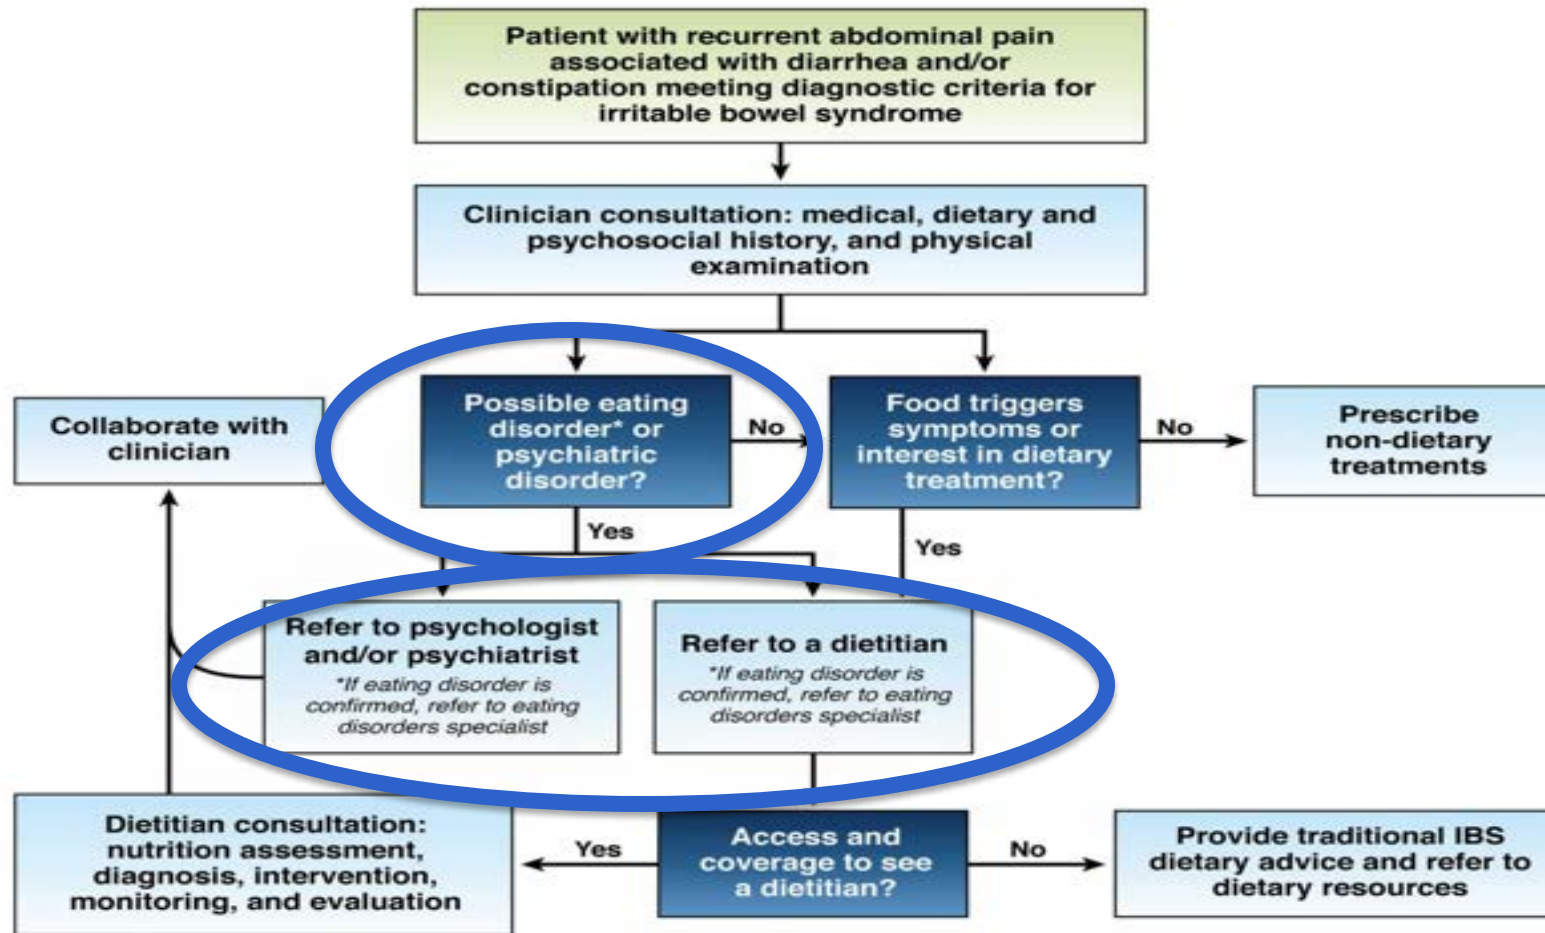 Patient with recurrent abdominal pain
associated with diarrhea and/or
constipation meeting diagnostic criteria for
irritable bowel syndrome
Clinician consultation: medical, dietary and
psychosocial history, and physical
examination
Collaborate with
clinician
Possible eating
disorder* or
psychiatric
disorder?
No
Food triggers
symptoms or
interest in dietary
treatment?
No
Prescribe
non-dietary
treatments
Yes
Yes
Refer to psychologist
and/or psychiatrist
*If eating disorder is
confirmed, refer to eating
disorders specialist
Refer to a dietitian
*If eating disorder is
confirmed, refer to eating
disorders specialist
Dietitian consultation:
nutrition assessment,
diagnosis, intervention,
monitoring, and evaluation
Yes
Access and
coverage to see
a dietitian?
No
Provide traditional IBS
dietary advice and refer to
dietary resources